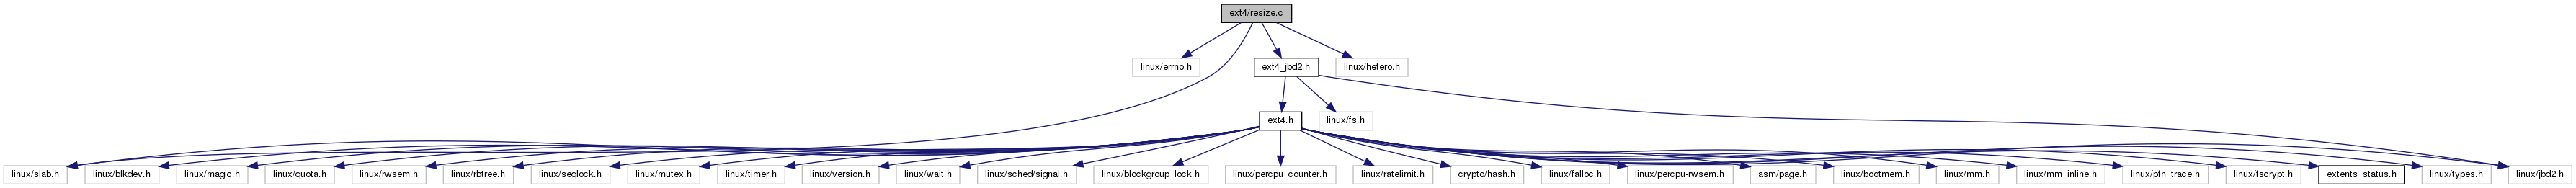 ext4/resize.c
linux/errno.h
ext4_jbd2.h
linux/hetero.h
ext4.h
linux/fs.h
linux/slab.h
linux/blkdev.h
linux/magic.h
linux/quota.h
linux/rwsem.h
linux/rbtree.h
linux/seqlock.h
linux/mutex.h
linux/timer.h
linux/version.h
linux/wait.h
linux/sched/signal.h
linux/blockgroup_lock.h
linux/percpu_counter.h
linux/ratelimit.h
crypto/hash.h
linux/falloc.h
linux/percpu-rwsem.h
asm/page.h
linux/bootmem.h
linux/mm.h
linux/mm_inline.h
linux/pfn_trace.h
linux/fscrypt.h
extents_status.h
linux/types.h
linux/jbd2.h